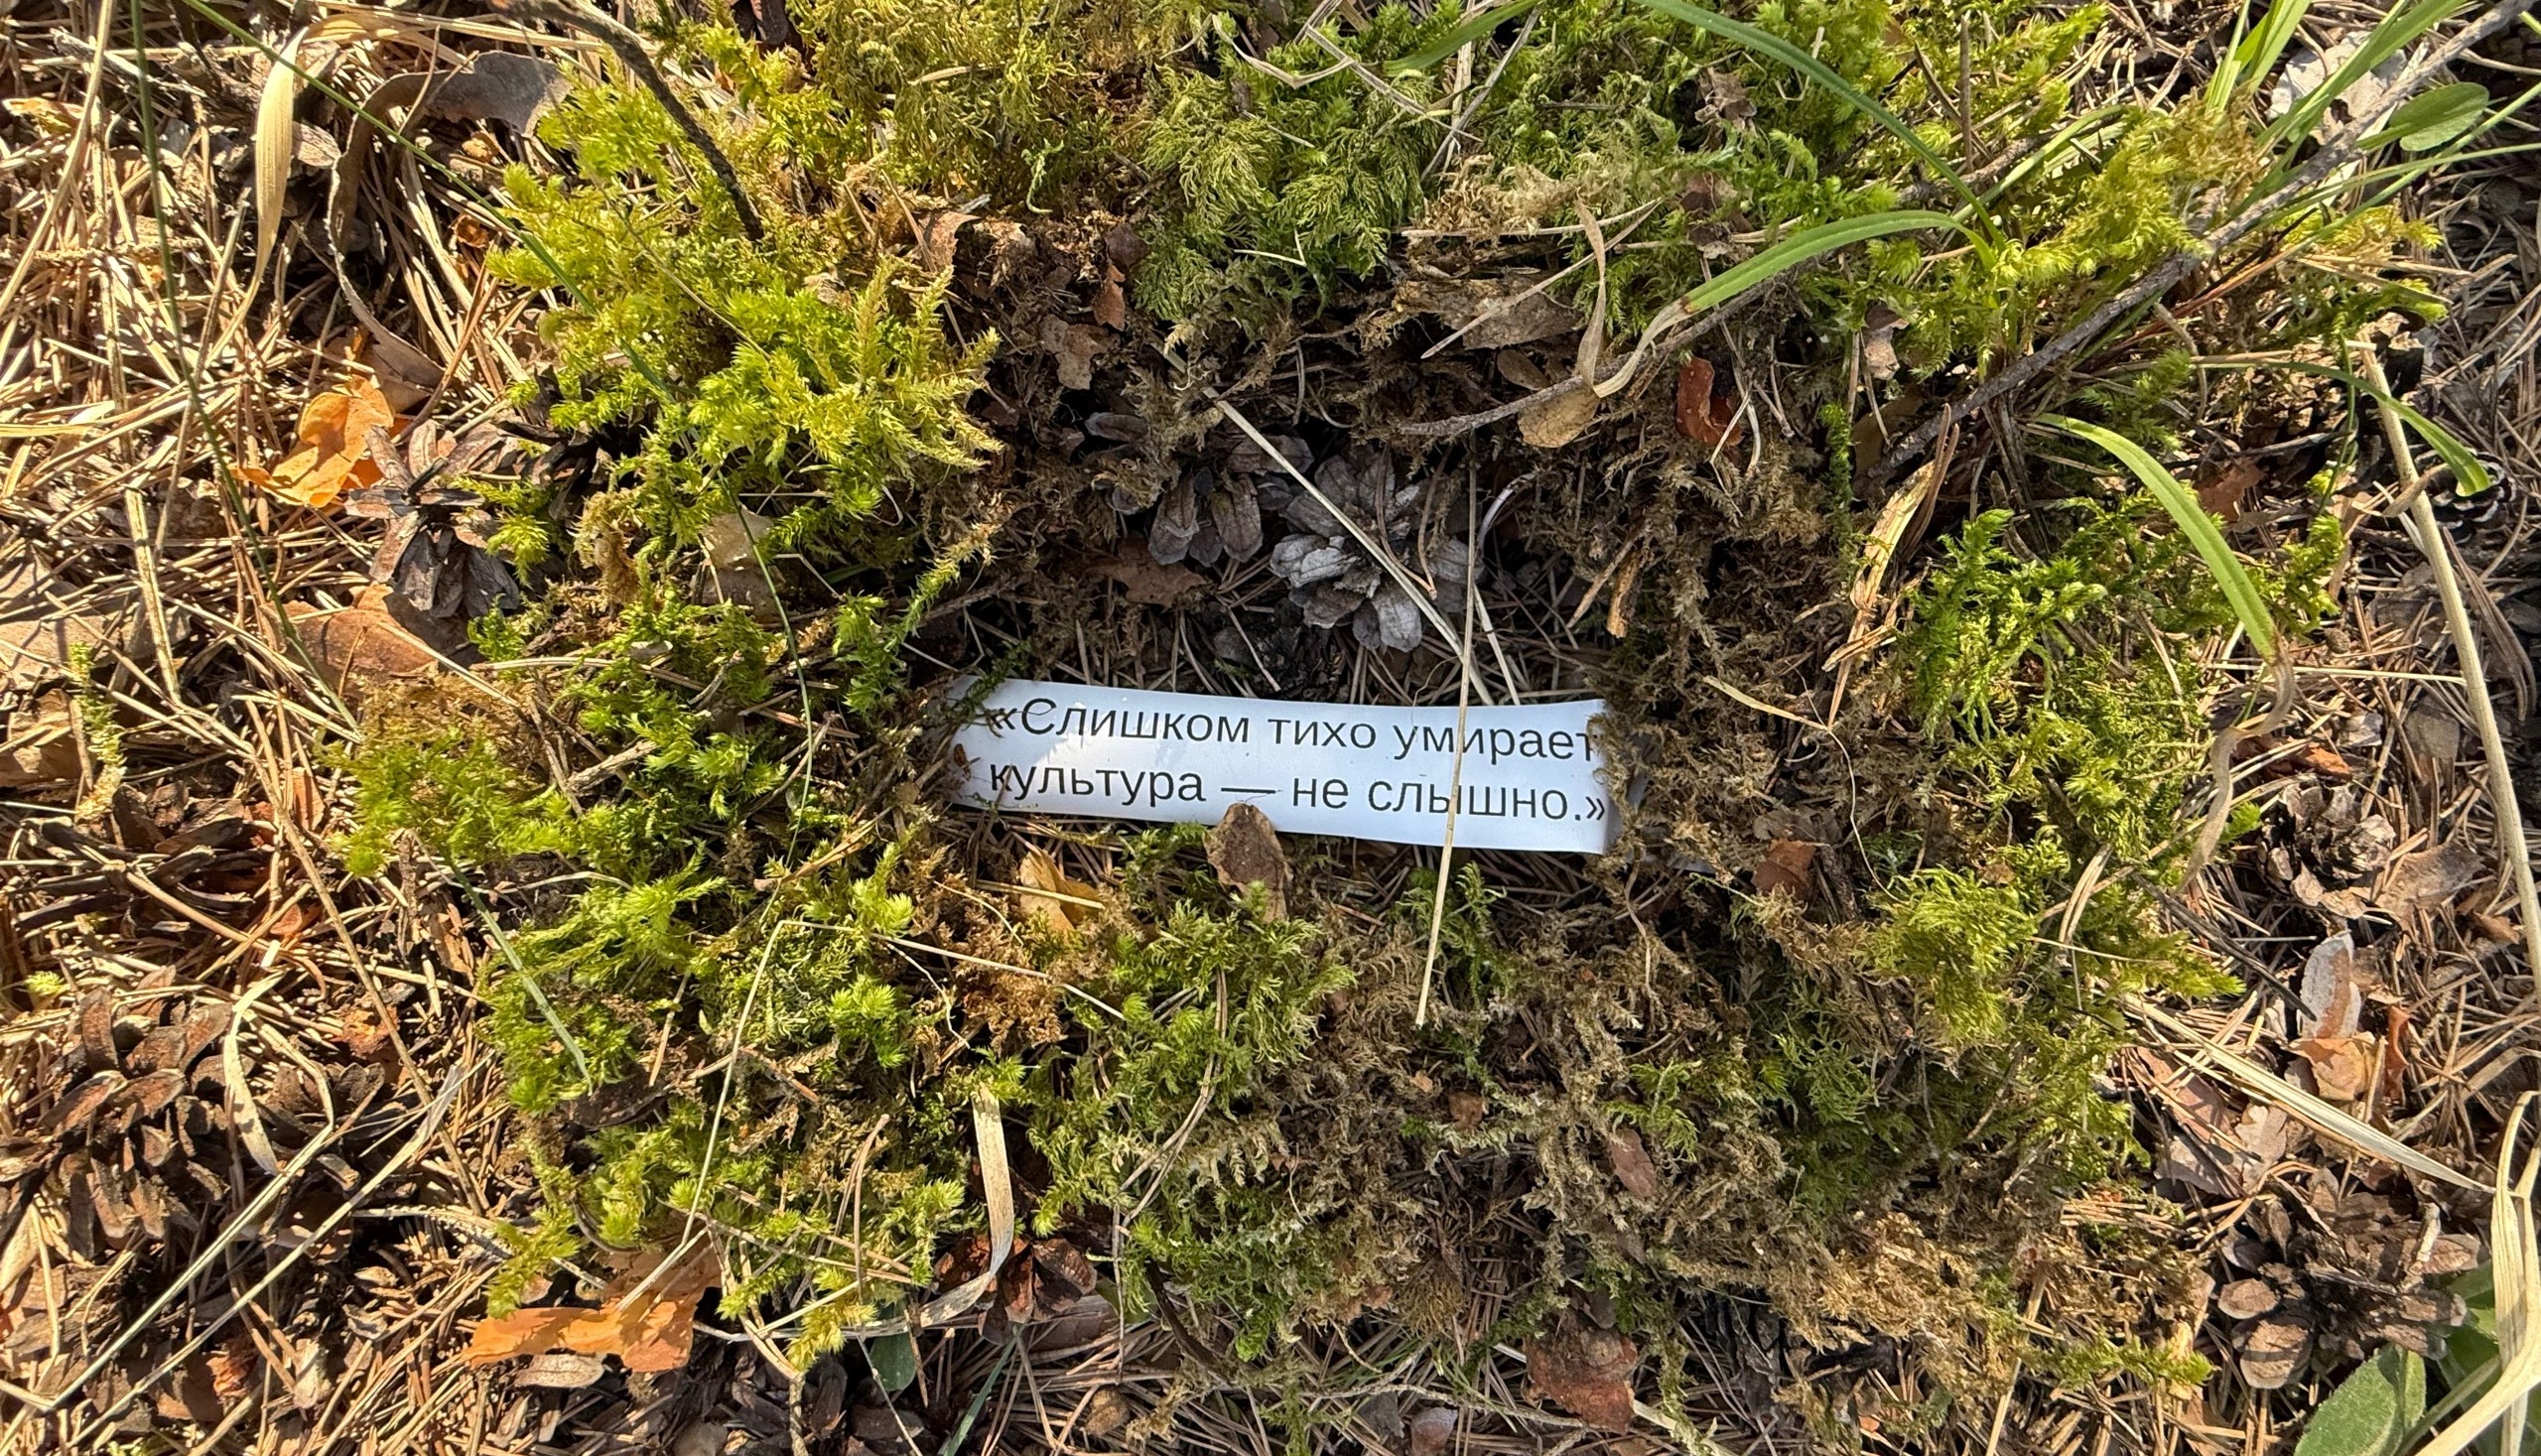 «Слишком тихо умирает
культура — не слышно.»